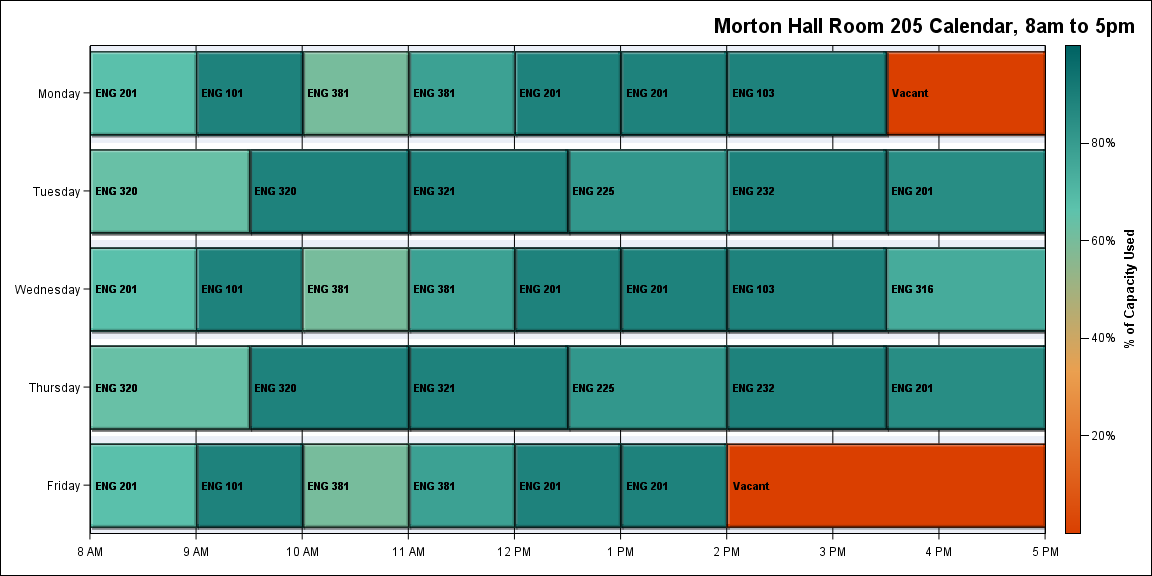 Morton Hall Room 205 Calendar, 8am to 5pm
Monday
ENG 201
ENG 101
ENG 381
ENG 381
ENG 201
ENG 201
ENG 103
Vacant
Tuesday
ENG 320
ENG 320
ENG 321
ENG 225
ENG 232
ENG 201
Wednesday
ENG 201
ENG 101
ENG 381
ENG 381
ENG 201
ENG 201
ENG 103
ENG 316
Thursday
ENG 320
ENG 320
ENG 321
ENG 225
ENG 232
ENG 201
Friday
ENG 201
ENG 101
ENG 381
ENG 381
ENG 201
ENG 201
Vacant
8 AM
9 AM
10 AM
11 AM
12 PM
1 PM
2 PM
3 PM
4 PM
5 PM
80%
60%
40%
20%
% of Capacity Used